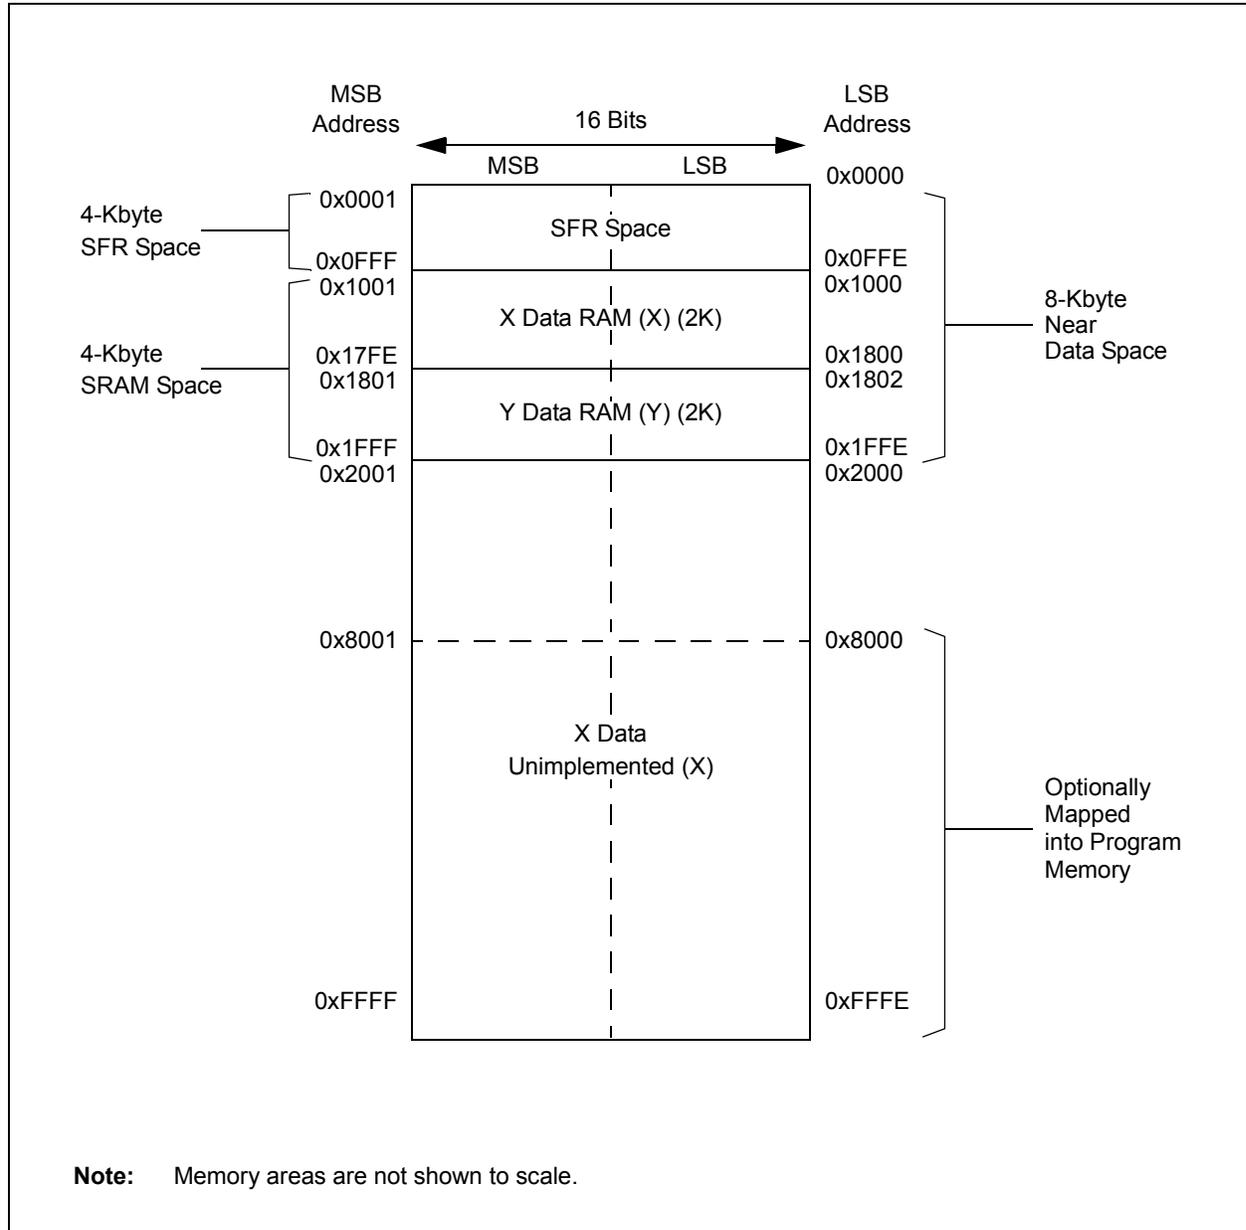 MSB
Address
LSB
Address
16 Bits
MSB
LSB
0x0000
0x0001
4-Kbyte
SFR Space
SFR Space
0x0FFF
0x0FFE
0x1001
0x1000
X Data RAM (X) (2K)
8-Kbyte
Near
Data Space
4-Kbyte
SRAM Space
0x17FE
0x1800
0x1801
0x1802
Y Data RAM (Y) (2K)
0x1FFF
0x1FFE
0x2001
0x2000
0x8001
0x8000
X Data
Unimplemented (X)
Optionally
Mapped
into Program
Memory
0xFFFF
0xFFFE
Note: Memory areas are not shown to scale.